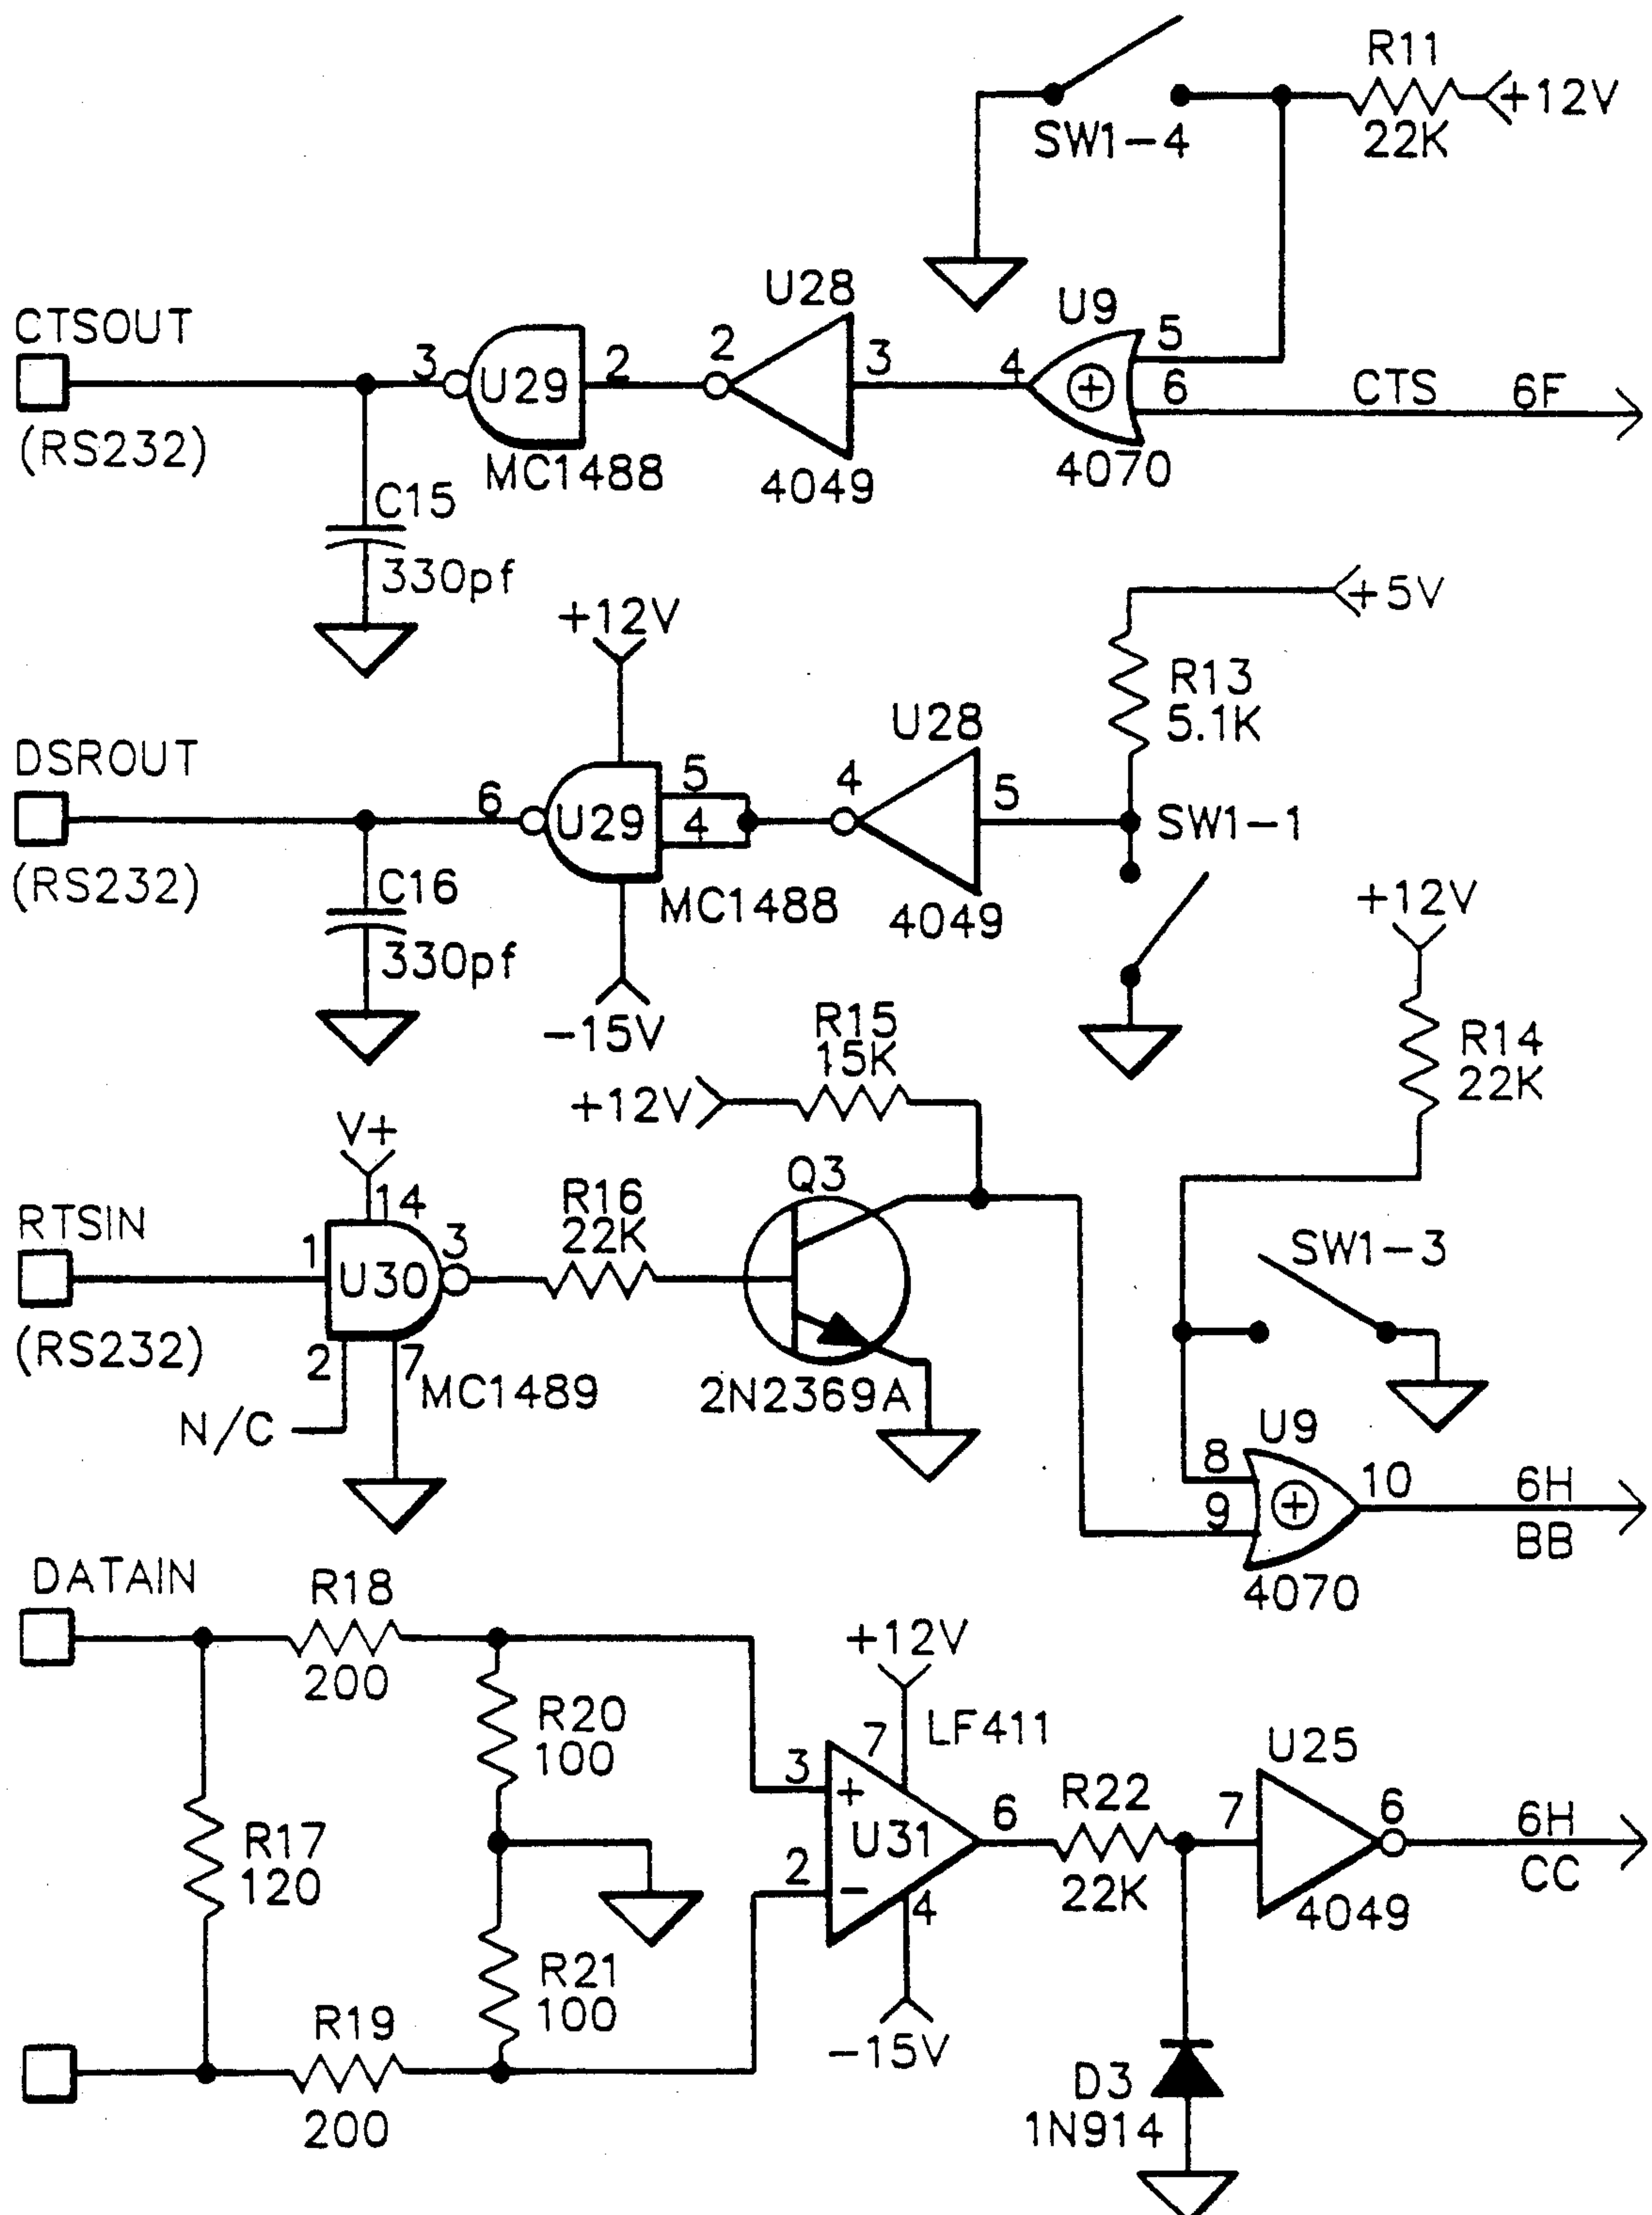 R11
+12V
SW1-4
22K
U28
U9
CTSOUT
3
U29
2
2
3
4
+
5
6
CTS
6F
(RS232)
MC1488
4049
4070
C15
330pf
+12V
+5V
R13
5.1K
U28
DSROUT
6
U29
5
4
4
5
SW1-1
(RS232)
C16
MC1488
4049
+12V
330pf
-15V
R15
15K
R14
22K
+12V
V+
Q3
14
R16
22K
RTSIN
1
U30
3
SW1-3
(RS232)
2
7
MC1489
2N2369A
N/C
U9
8
9
+
10
6H
BB
4070
DATAIN
R18
200
+12V
R20
100
7
LF411
U25
3
+
R22
7
6
6H
R17
120
U31
6
2
-
22K
CC
4
4049
R21
100
R19
-15V
D3
1N914
200